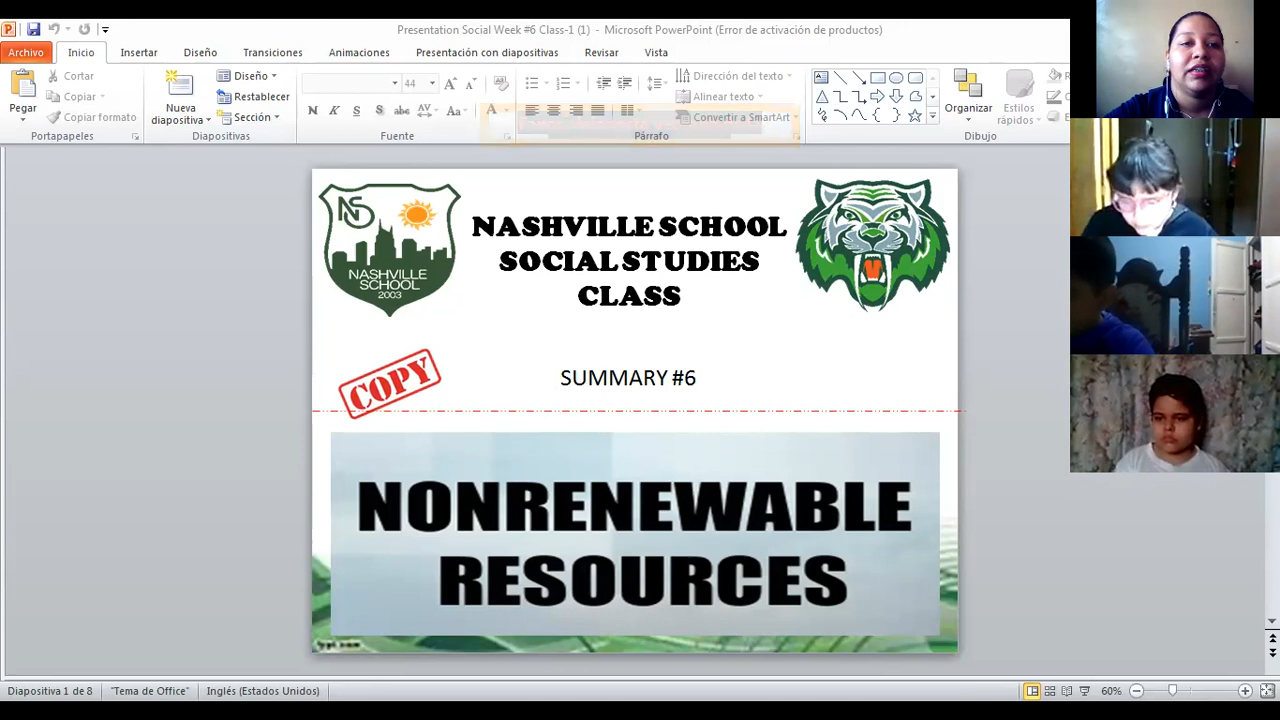 Presentation Social Week #6 Class-1 (1) - Microsoft PowerPoint (Error de activación de productos)
Archivo Inicio Insertar Diseño Transiciones Animaciones Presentación con diapositivas Revisar Vista
Pegar
Cortar
Copiar
Copiar formato
Portapapeles
Nueva
diapositiva
Diseño
Restablecer
Sección
Diapositivas
44
Fuente
Dirección del texto
Alinear texto
Convertir a SmartArt
Párrafo
Organizar
Estilos
rápidos
Dibujo
NS
NASHVILLE
SCHOOL
2003
NASHVILLE SCHOOL
SOCIAL STUDIES
CLASS
COPY
SUMMARY #6
NONRENEWABLE
RESOURCES
Diapositiva 1 de 8 "Tema de Office" Inglés (Estados Unidos) 60%